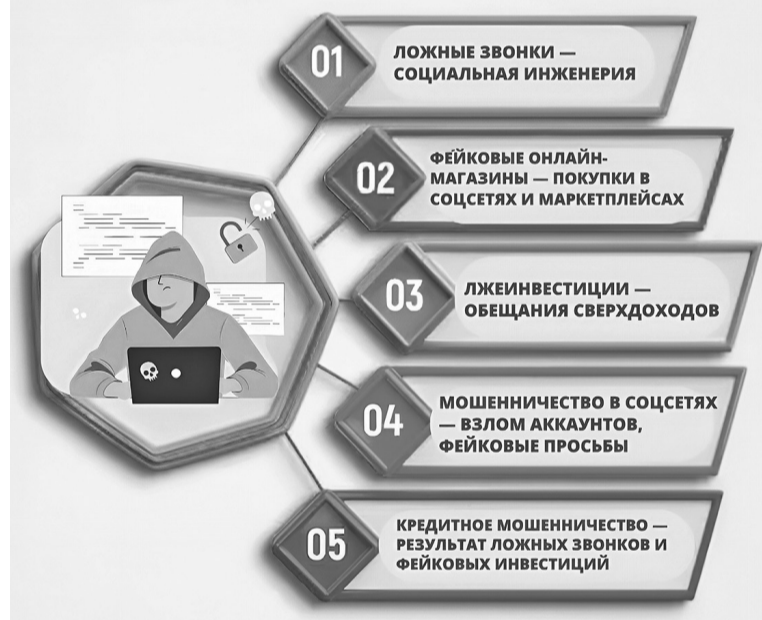 01
ЛОЖНЫЕ ЗВОНКИ —
СОЦИАЛЬНАЯ ИНЖЕНЕРИЯ
02
ФЕЙКОВЫЕ ОНЛАЙН-
МАГАЗИНЫ — ПОКУПКИ В
СОЦСЕТЯХ И МАРКЕТПЛЕЙСАХ
03
ЛЖЕИНВЕСТИЦИИ —
ОБЕЩАНИЯ СВЕРХДОХОДОВ
04
МОШЕННИЧЕСТВО В СОЦСЕТЯХ
— ВЗЛОМ АККАУНТОВ,
ФЕЙКОВЫЕ ПРОСЬБЫ
05
КРЕДИТНОЕ МОШЕННИЧЕСТВО —
РЕЗУЛЬТАТ ЛОЖНЫХ ЗВОНКОВ И
ФЕЙКОВЫХ ИНВЕСТИЦИЙ